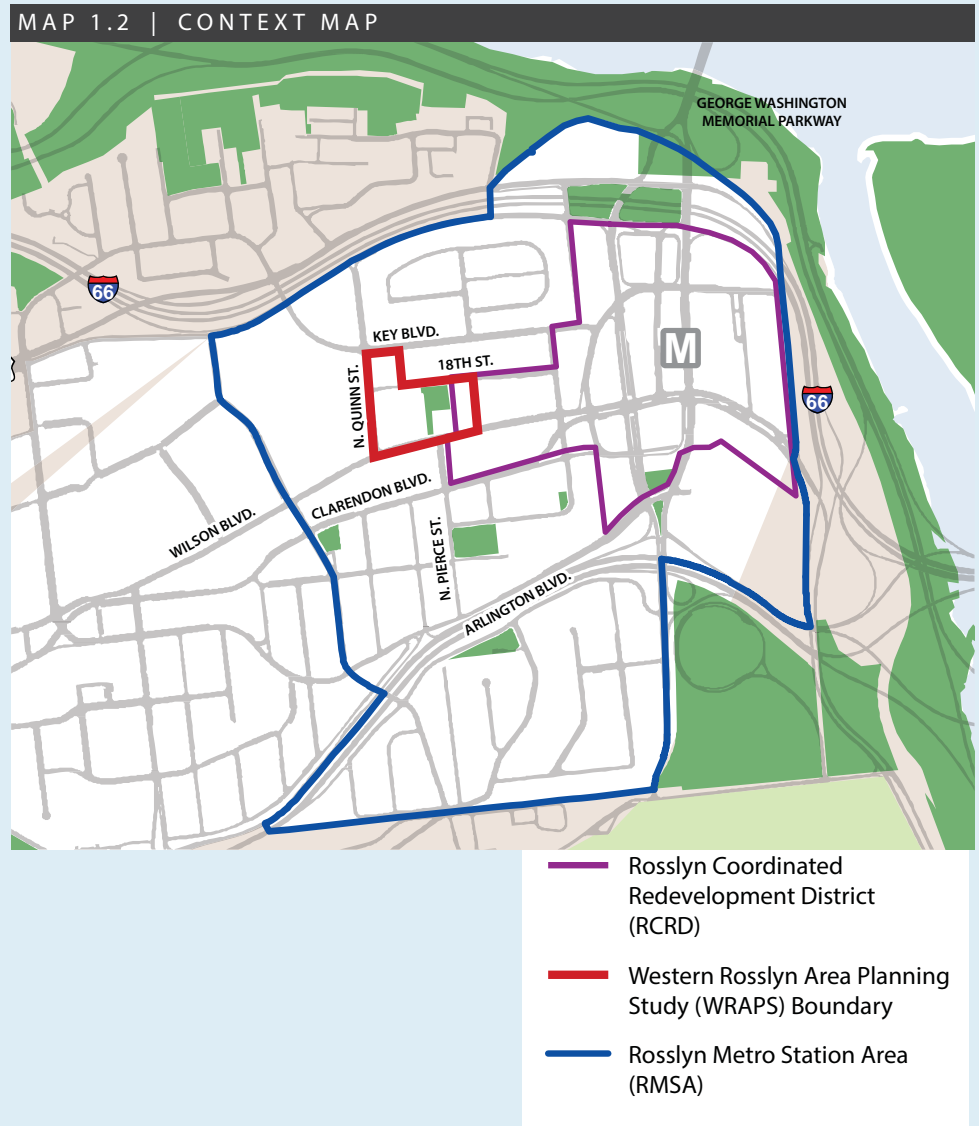 MAP 1.2 | CONTEXT MAP
GEORGE WASHINGTON
MEMORIAL PARKWAY
66
KEY BLVD.
18TH ST.
M
N. QUINN ST.
66
CLARENDON BLVD.
WILSON BLVD.
N. PIERCE ST.
ARLINGTON BLVD.
Rosslyn Coordinated
Redevelopment District
(RCRD)
Western Rosslyn Area Planning
Study (WRAPS) Boundary
Rosslyn Metro Station Area
(RMSA)